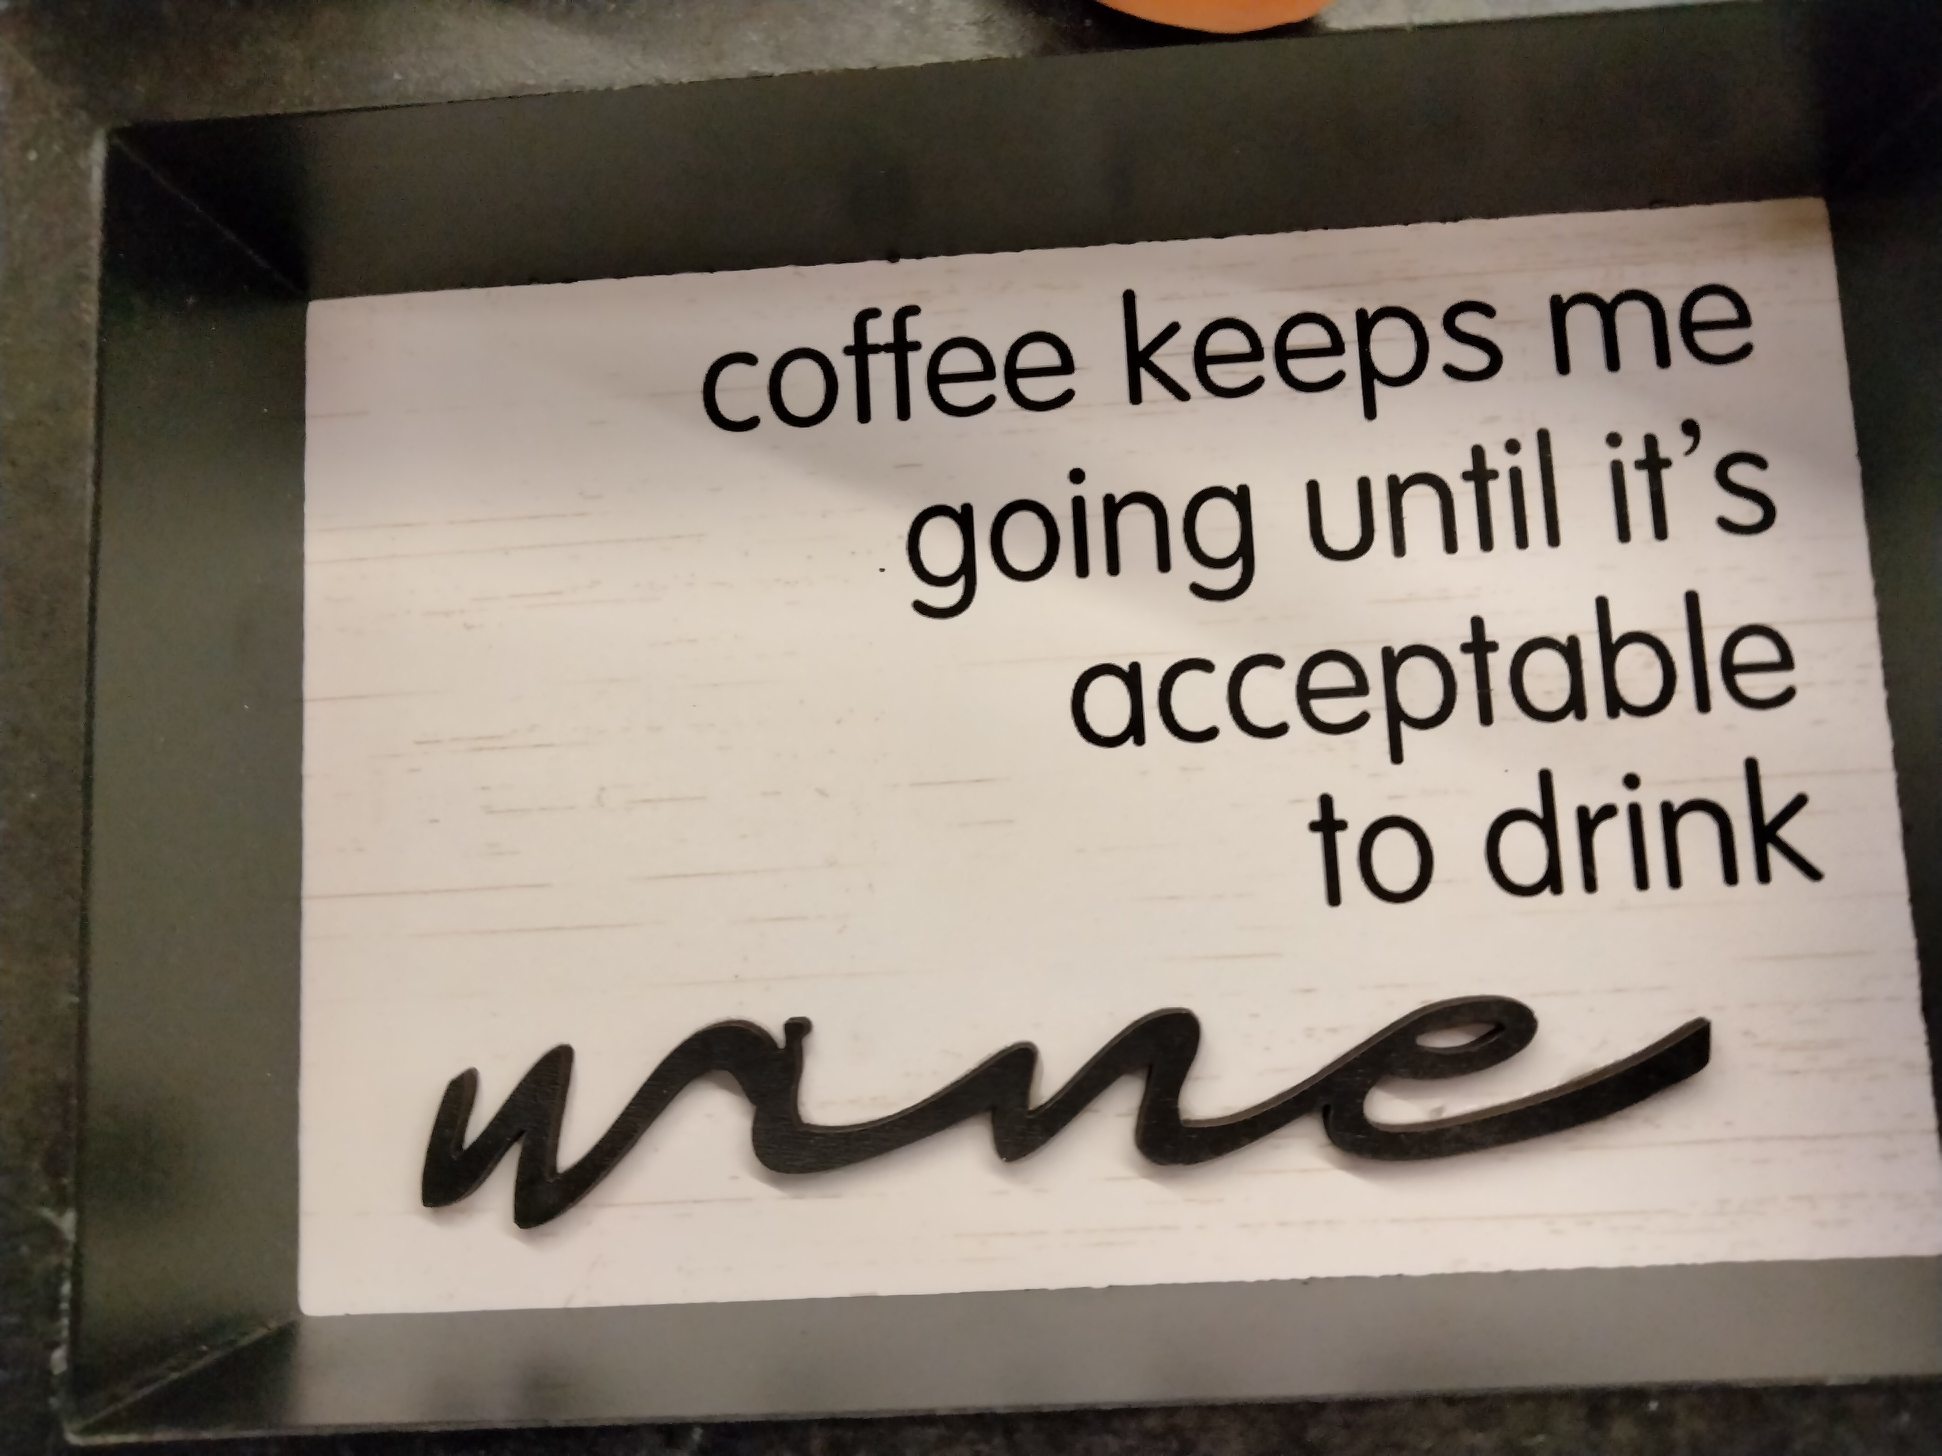 coffee keeps me
going until it's
acceptable
to drink
wine